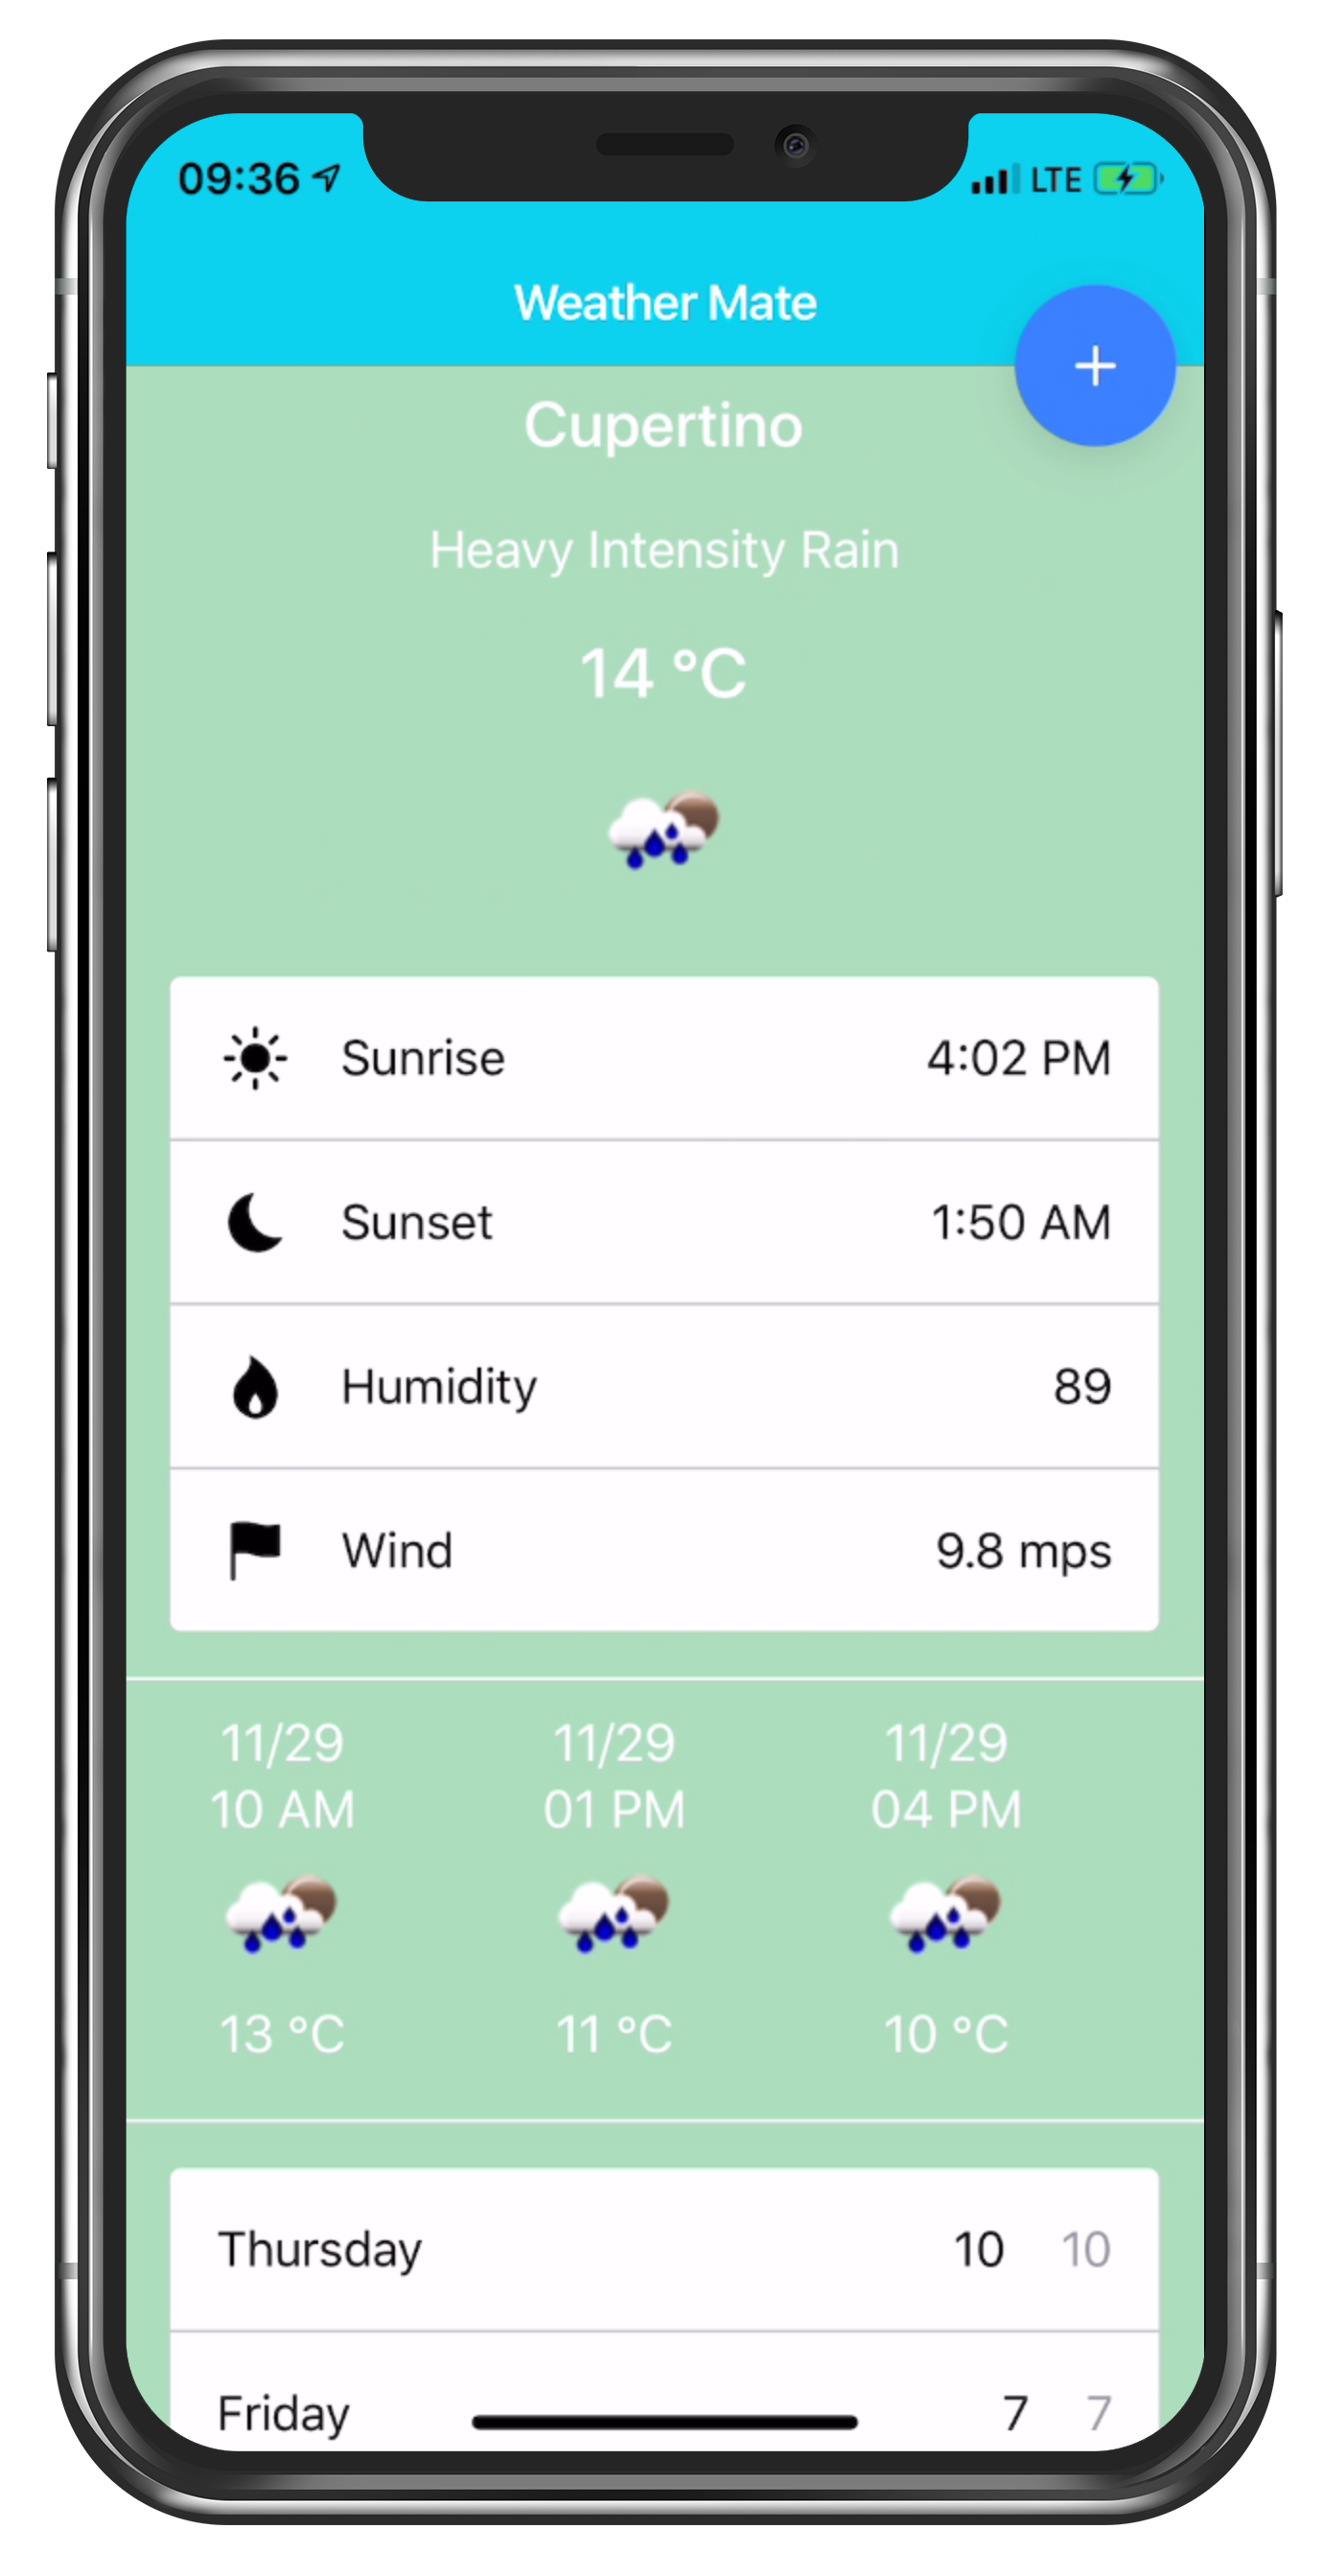 09:36 LTE
Weather Mate
+
Cupertino
Heavy Intensity Rain
14 °C
Sunrise 4:02 PM
Sunset 1:50 AM
Humidity 89
Wind 9.8 mps
11/29 11/29 11/29
10 AM 01 PM 04 PM
13 °C 11 °C 10 °C
Thursday 10 10
Friday 7 7